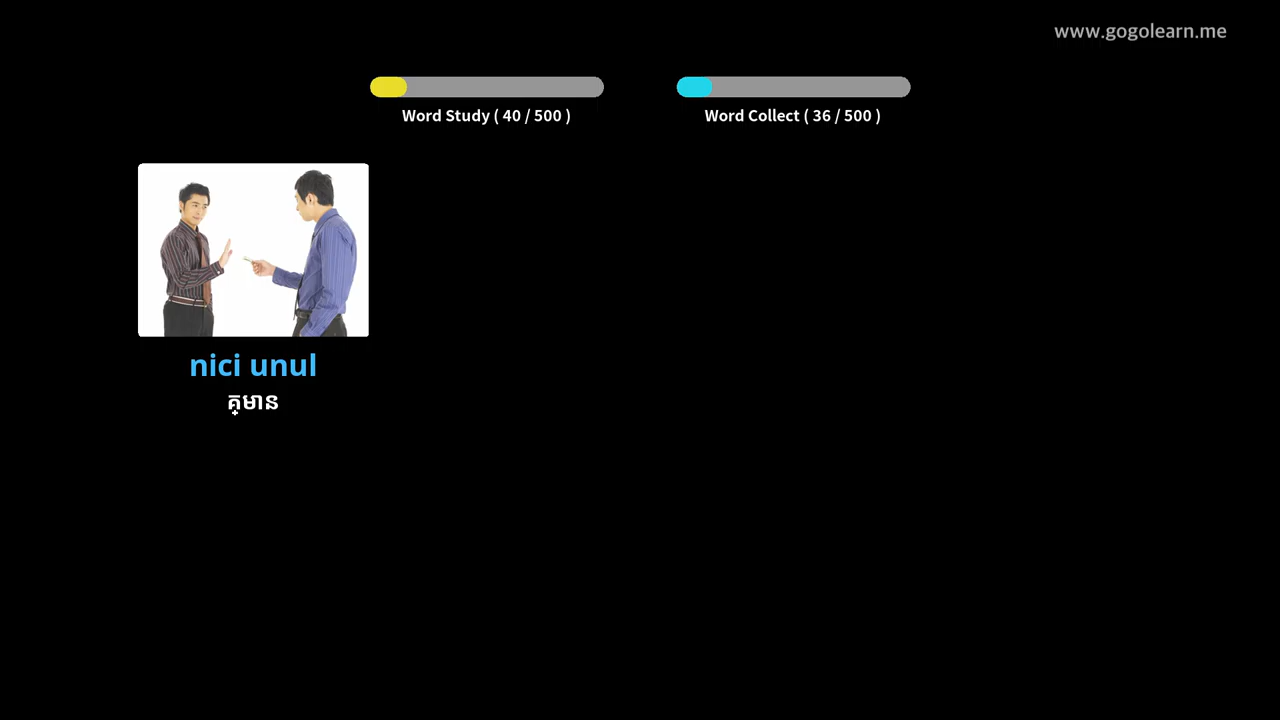 www.gogolearn.me
Word Study ( 40 / 500 )
Word Collect ( 36 / 500 )
nici unul
គ្មាន